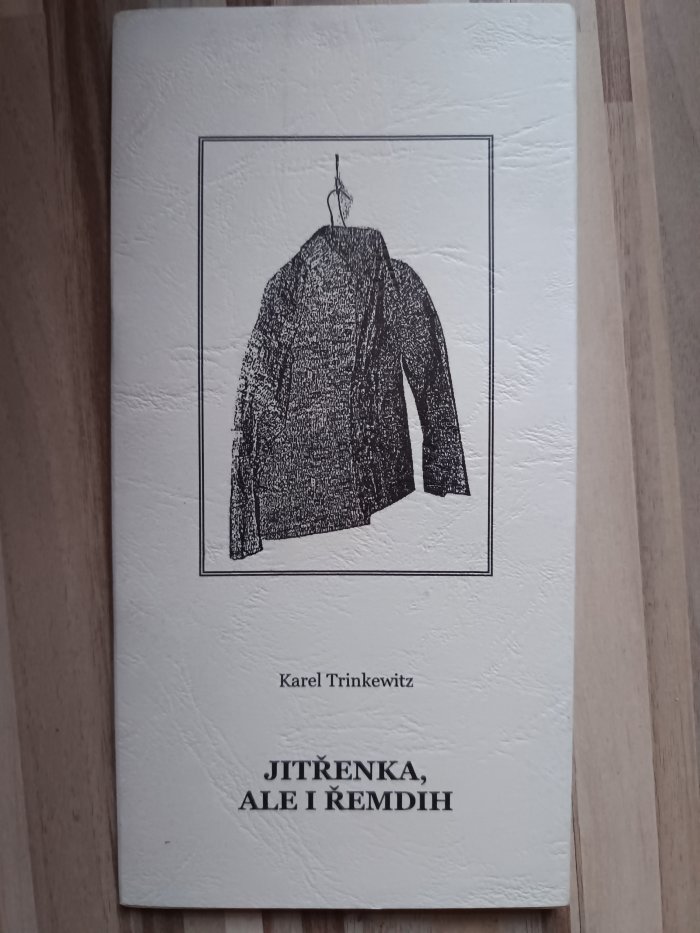 Karel Trinkewitz
JITŘENKA,
ALE I ŘEMDIH